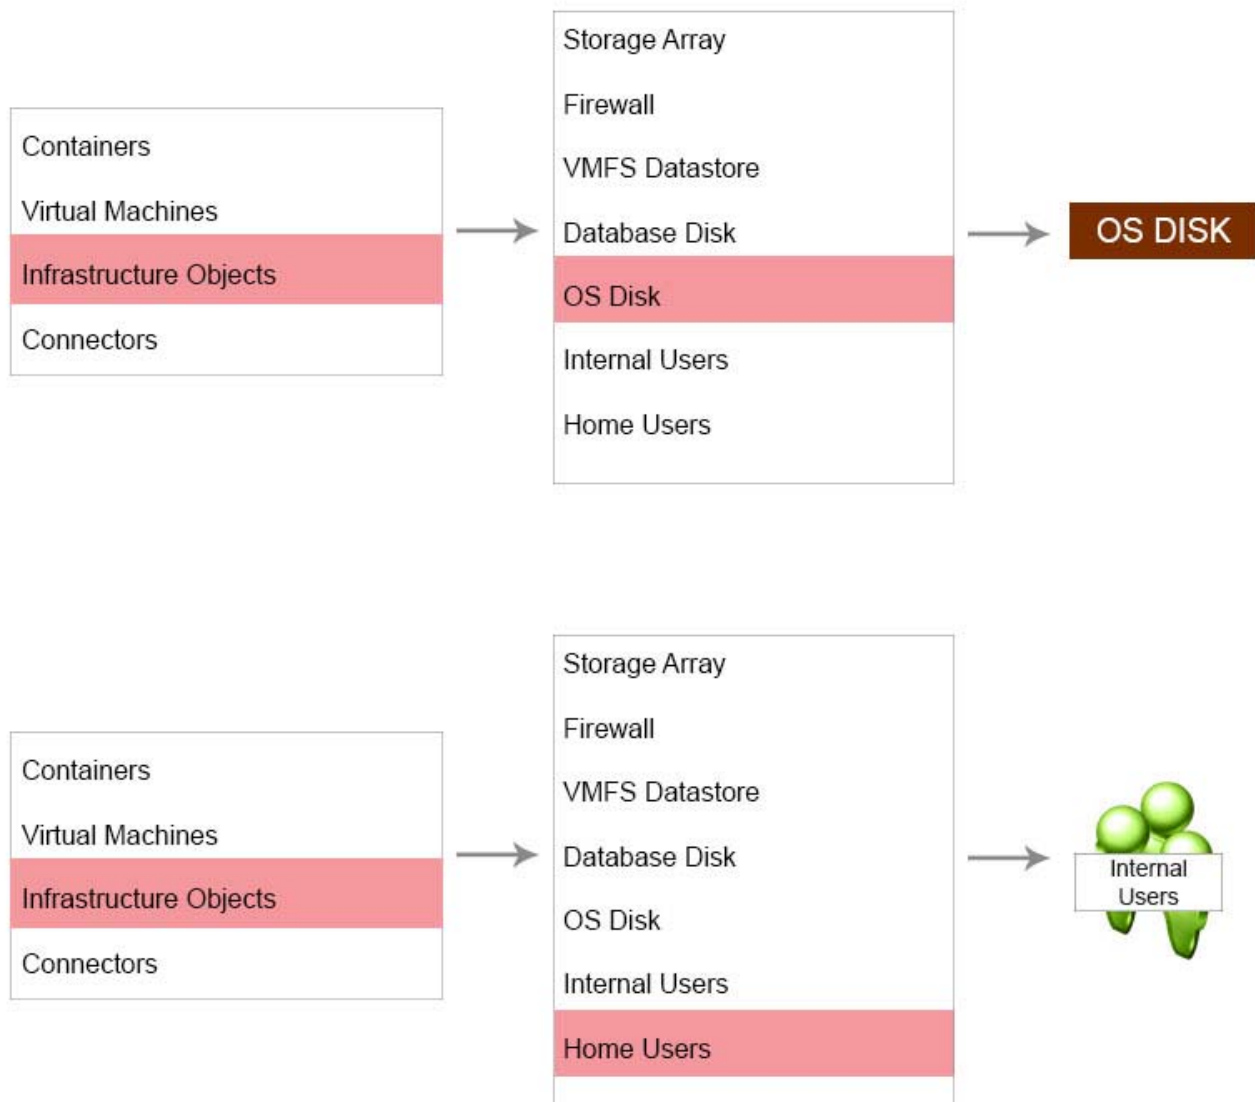 Containers
Virtual Machines
Infrastructure Objects
Connectors
Storage Array
Firewall
VMFS Datastore
Database Disk
OS Disk
Internal Users
Home Users
OS DISK
Containers
Virtual Machines
Infrastructure Objects
Connectors
Storage Array
Firewall
VMFS Datastore
Database Disk
OS Disk
Internal Users
Home Users
Internal
Users